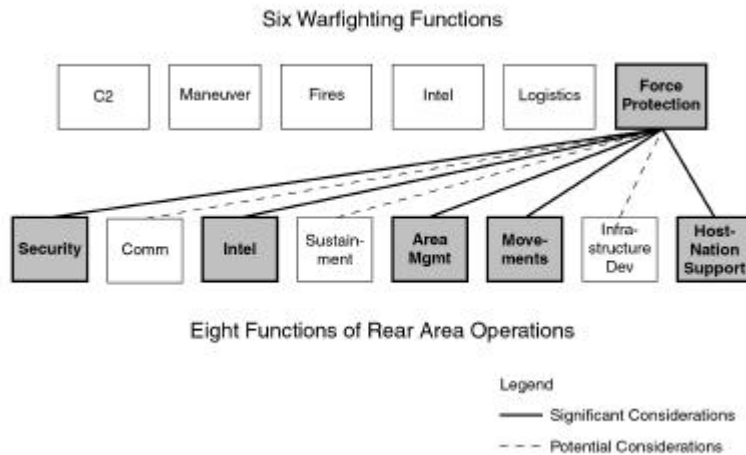 Six Warfighting Functions
C2
Maneuver
Fires
Intel
Logistics
Force
Protection
Security
Comm
Intel
Sustain-
ment
Area
Mgmt
Move-
ments
Infra-
structure
Dev
Host-
Nation
Support
Eight Functions of Rear Area Operations
Legend
Significant Considerations
Potential Considerations